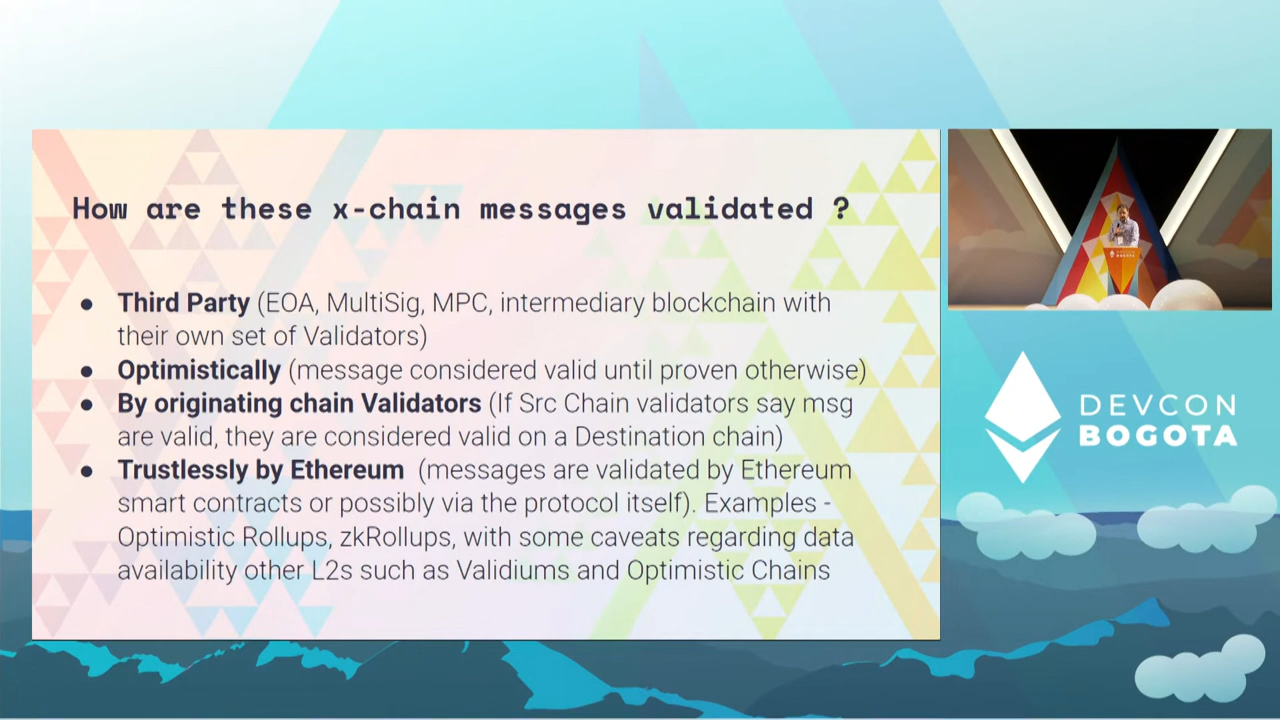 How are these x-chain messages validated ?
● Third Party (EOA, MultiSig, MPC, intermediary blockchain with
their own set of Validators)
● Optimistically (message considered valid until proven otherwise)
● By originating chain Validators (If Src Chain validators say msg
are valid, they are considered valid on a Destination chain)
● Trustlessly by Ethereum (messages are validated by Ethereum
smart contracts or possibly via the protocol itself). Examples -
Optimistic Rollups, zkRollups, with some caveats regarding data
availability other L2s such as Validiums and Optimistic Chains
DEVCON
BOGOTA